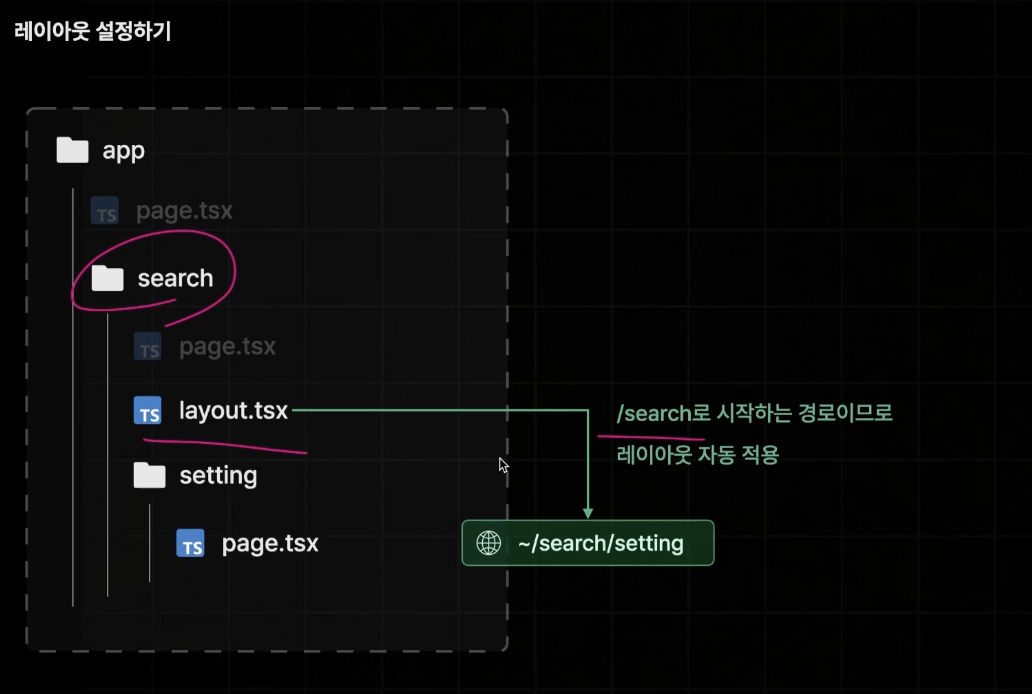 레이아웃 설정하기
app
TS page.tsx
search
TS page.tsx
TS layout.tsx
/search로 시작하는 경로이므로
레이아웃 자동 적용
setting
TS page.tsx
~/search/setting